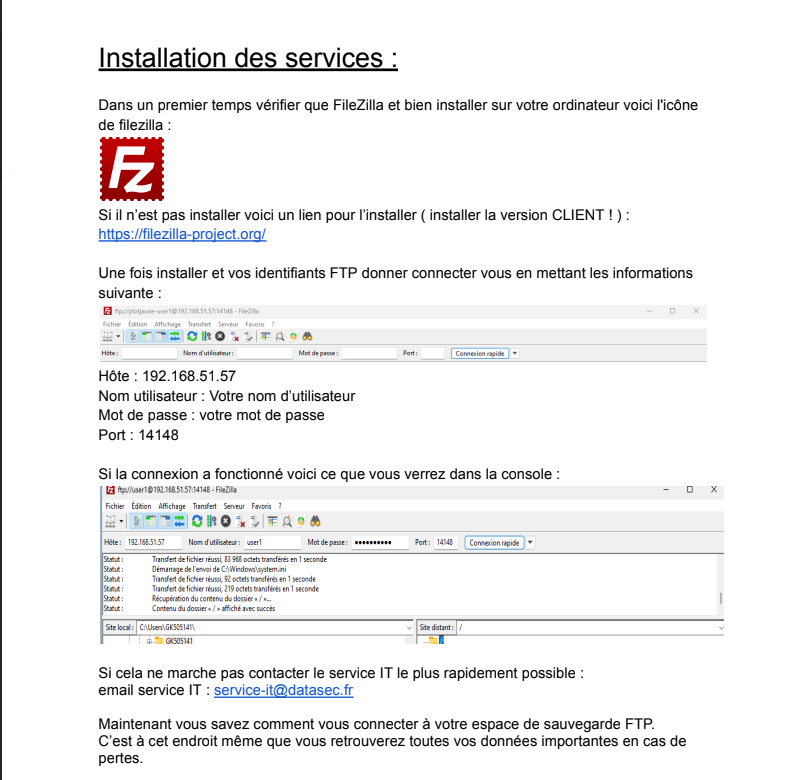 Installation des services :
Dans un premier temps vérifier que FileZilla et bien installer sur votre ordinateur voici l'icône
de filezilla :
Fz
Si il n’est pas installer voici un lien pour l’installer ( installer la version CLIENT ! ) :
https://filezilla-project.org/
Une fois installer et vos identifiants FTP donner connecter vous en mettant les informations
suivante :
ftp://plotjaune-user1@192.168.51.57:14148 - FileZilla
Fichier Édition Affichage Transfert Serveur Favoris ?
Hôte : Nom d'utilisateur : Mot de passe : Port : Connexion rapide
Hôte : 192.168.51.57
Nom utilisateur : Votre nom d’utilisateur
Mot de passe : votre mot de passe
Port : 14148
Si la connexion a fonctionné voici ce que vous verrez dans la console :
ftp://user1@192.168.51.57:14148 - FileZilla
Fichier Édition Affichage Transfert Serveur Favoris ?
Hôte : 192.168.51.57 Nom d'utilisateur : user1 Mot de passe : •••••••••• Port : 14148 Connexion rapide
Statut : Transfert de fichier réussi, 83 968 octets transférés en 1 seconde
Statut : Démarrage de l'envoi de C:\Windows\system.ini
Statut : Transfert de fichier réussi, 92 octets transférés en 1 seconde
Statut : Transfert de fichier réussi, 219 octets transférés en 1 seconde
Statut : Récupération du contenu du dossier « / »...
Statut : Contenu du dossier « / » affiché avec succès
Site local : C:\Users\GK505141\ Site distant : /
GK505141 /
Si cela ne marche pas contacter le service IT le plus rapidement possible :
email service IT : service-it@datasec.fr
Maintenant vous savez comment vous connecter à votre espace de sauvegarde FTP.
C’est à cet endroit même que vous retrouverez toutes vos données importantes en cas de
pertes.